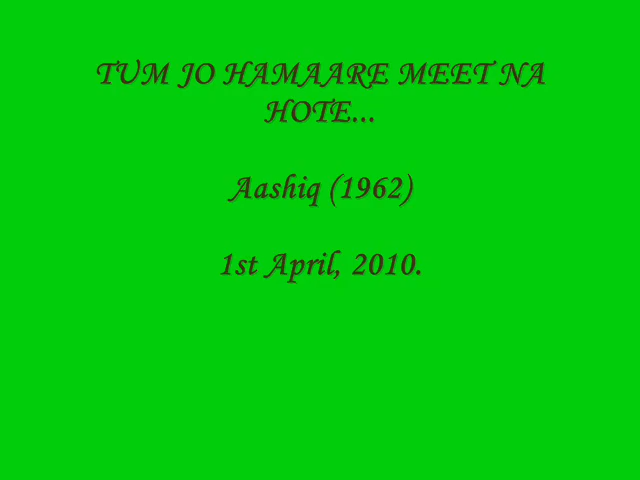 TUM JO HAMAARE MEET NA
HOTE...
Aashiq (1962)
1st April, 2010.